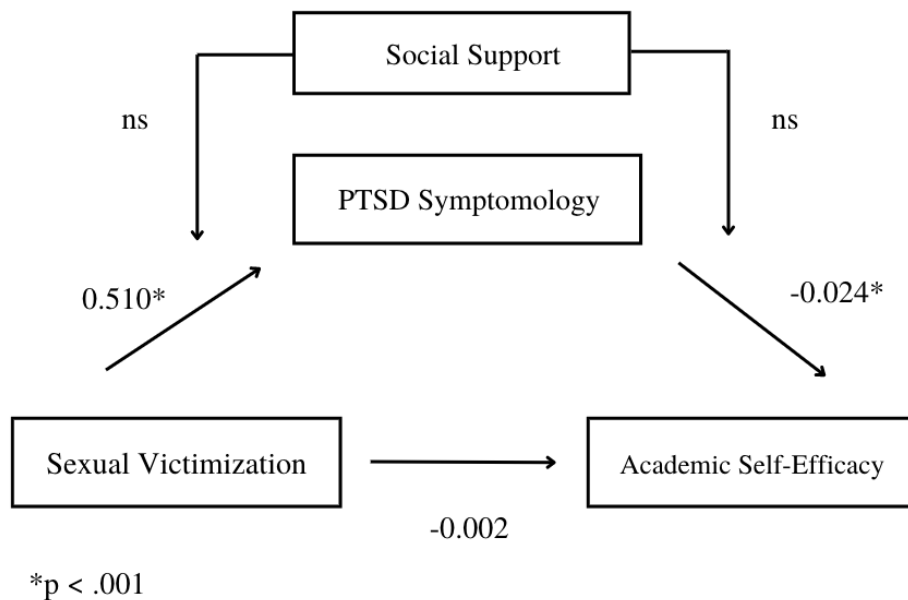 Social Support
ns
ns
PTSD Symptomology
0.510*
-0.024*
Sexual Victimization
Academic Self-Efficacy
-0.002
*p < .001